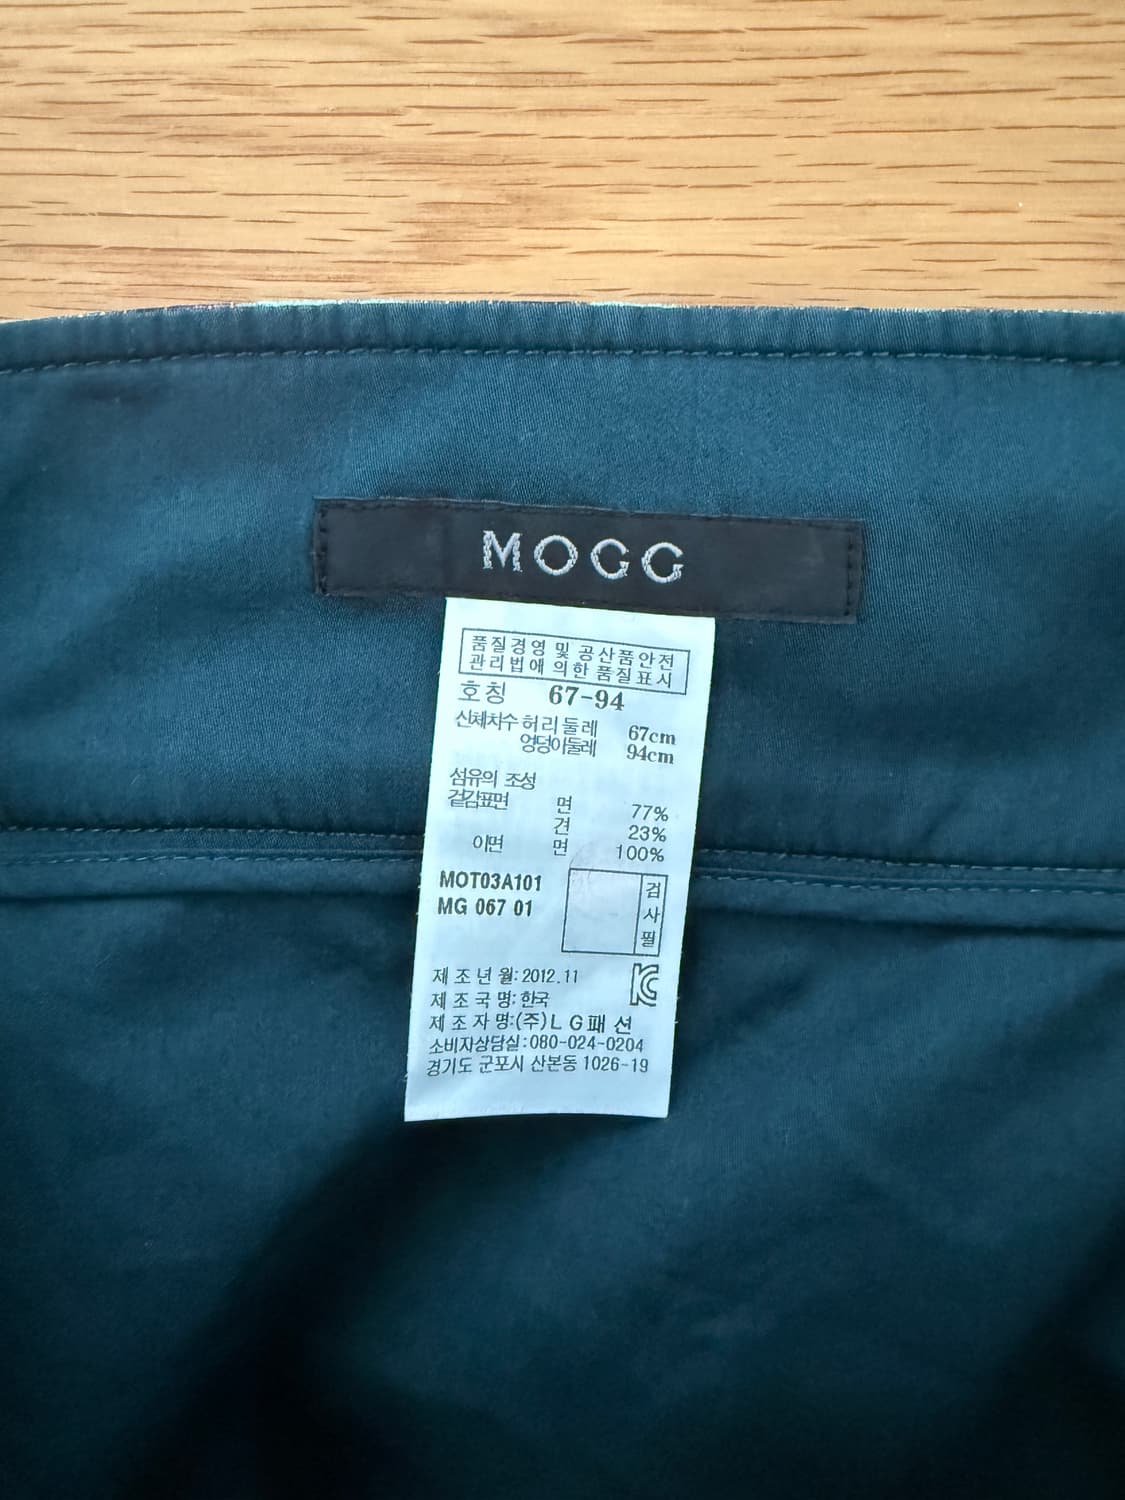 MOGG
품질경영 및 공산품안전
관리법에 의한 품질표시
호칭 67-94
신체치수 허리둘레 67cm
엉덩이둘레 94cm
섬유의 조성
겉감표면 면 77%
견 23%
이면 면 100%
MOT03A101
MG 067 01
검사필
제조년월:2012.11
제조국명:한국
제조자명:(주)LG패션
소비자상담실:080-024-0204
경기도 군포시 산본동 1026-19